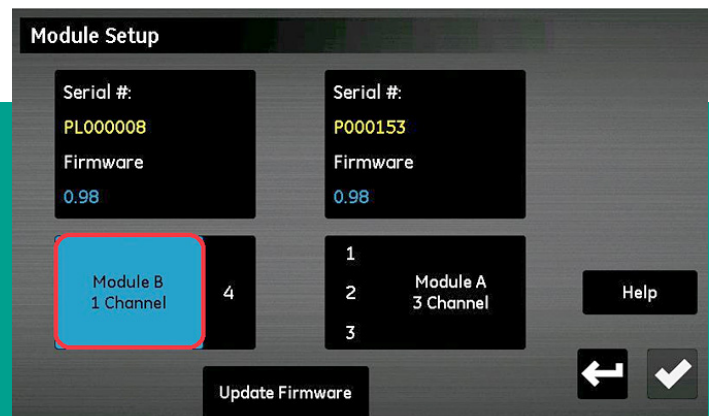 Module Setup
Serial #:
PL000008
Firmware
0.98
Serial #:
P000153
Firmware
0.98
Module B
1 Channel
4
1
2
3
Module A
3 Channel
Help
Update Firmware